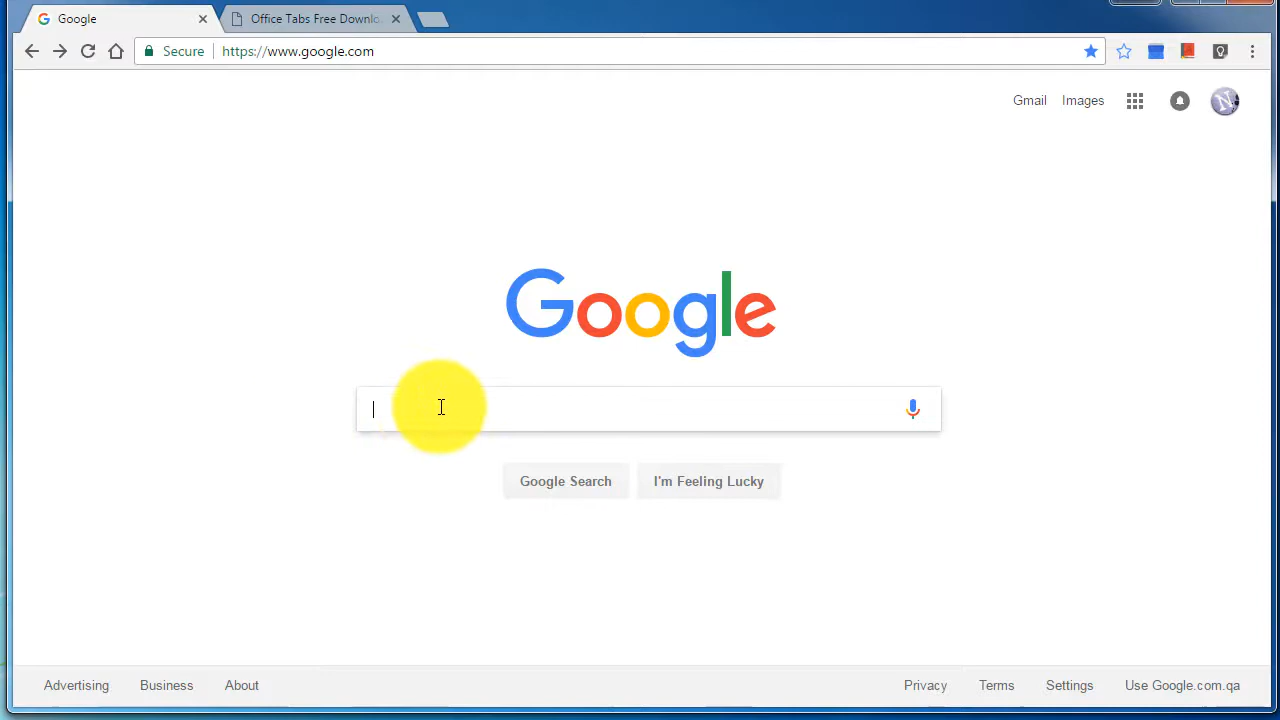 Google
Office Tabs Free Downlo
Secure
https://www.google.com
Gmail
Images
N
Google
Google Search
I'm Feeling Lucky
Advertising
Business
About
Privacy
Terms
Settings
Use Google.com.qa